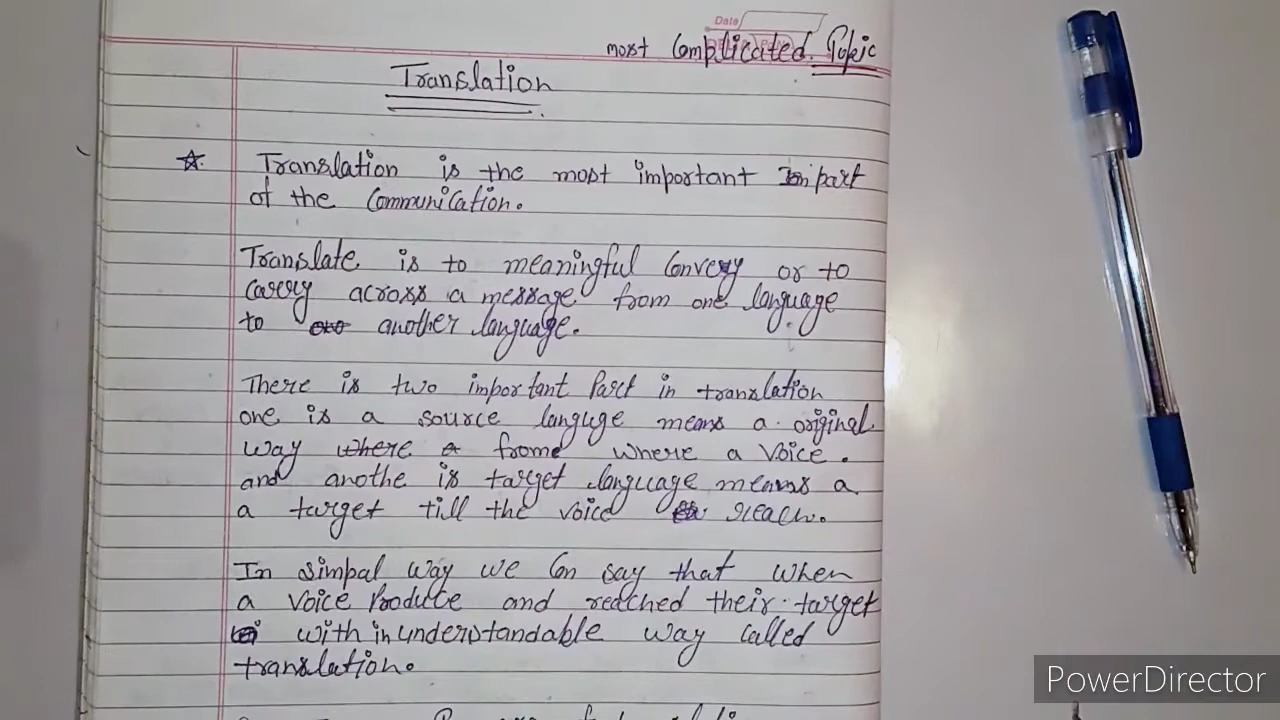 Date
most Complicated. Topic
Translation
Translation is the most important part
of the Communication.
Translate is to meaningful Convey or to
carry across a message from one language
to another language.
There is two important Part in translation
one is a source languge means a original
way where a frome where a voice.
and anothe is target language means a
a target till the voice reach.
In simpal way we Can say that when
a voice Produce and reached their target
with in understandable way called
translation.
PowerDirector